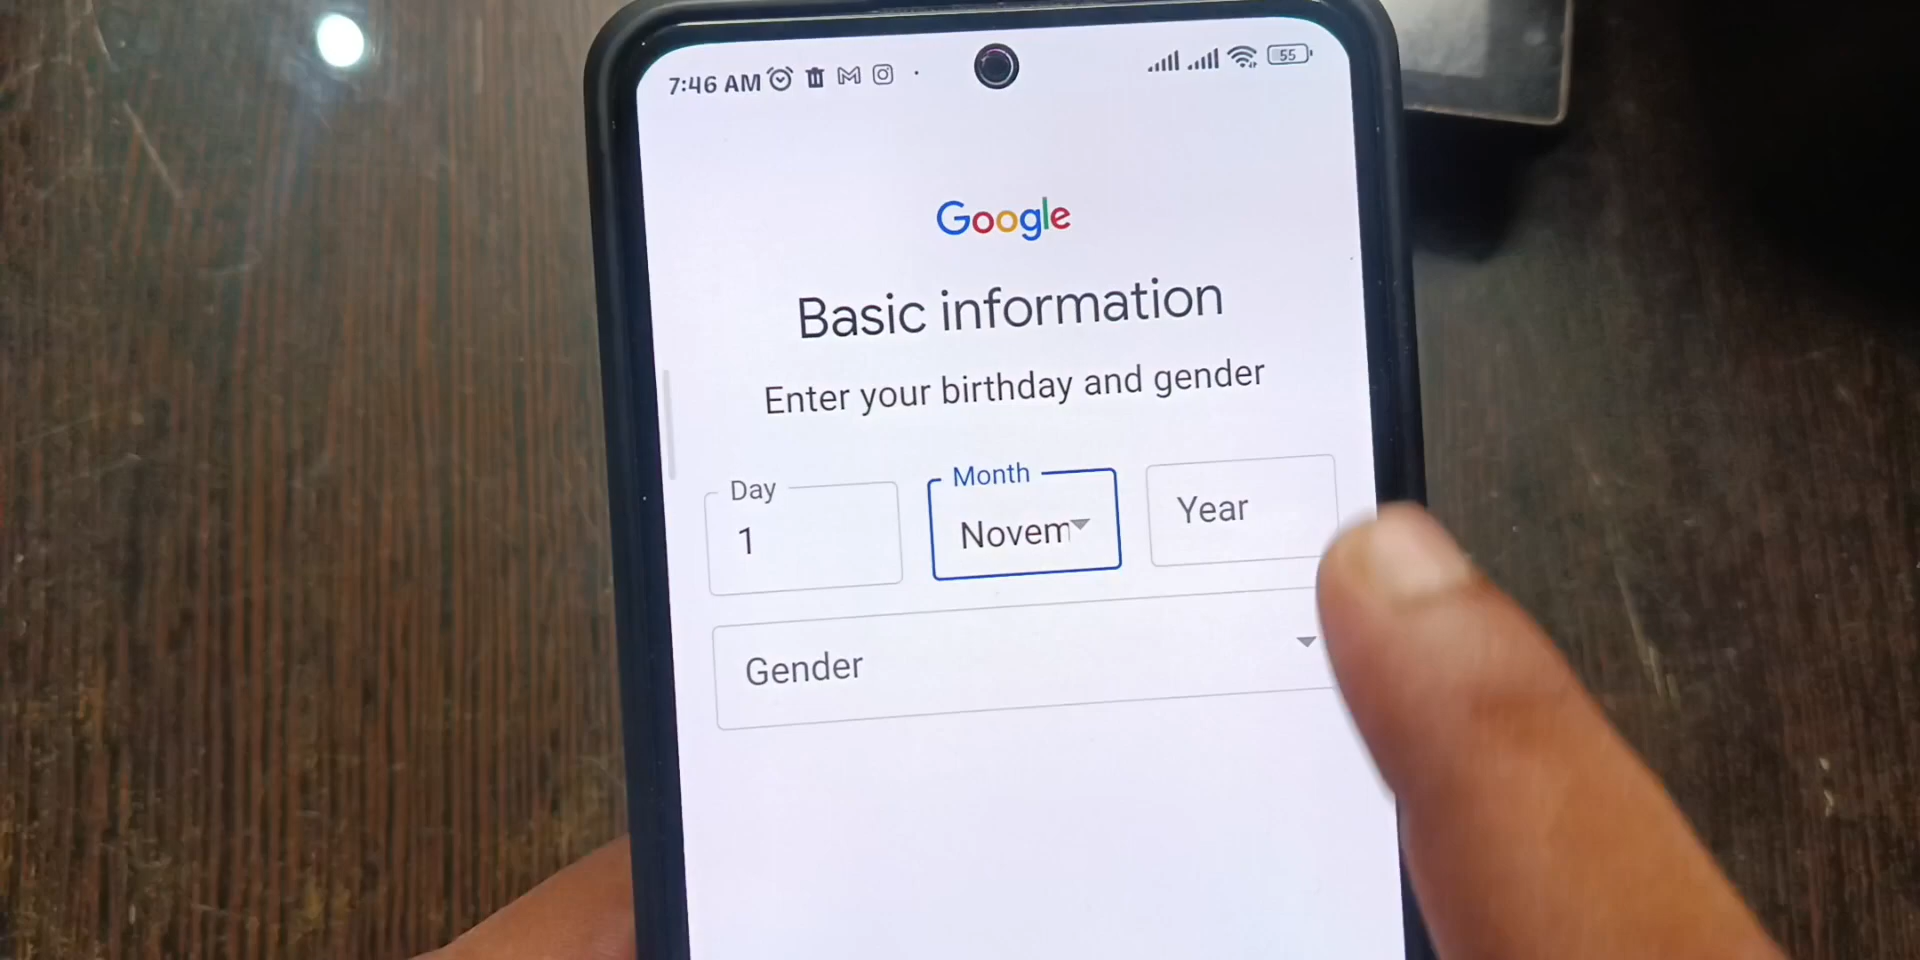 7:46 AM
55
Google
Basic information
Enter your birthday and gender
Day
1
Month
Novem
Year
Gender